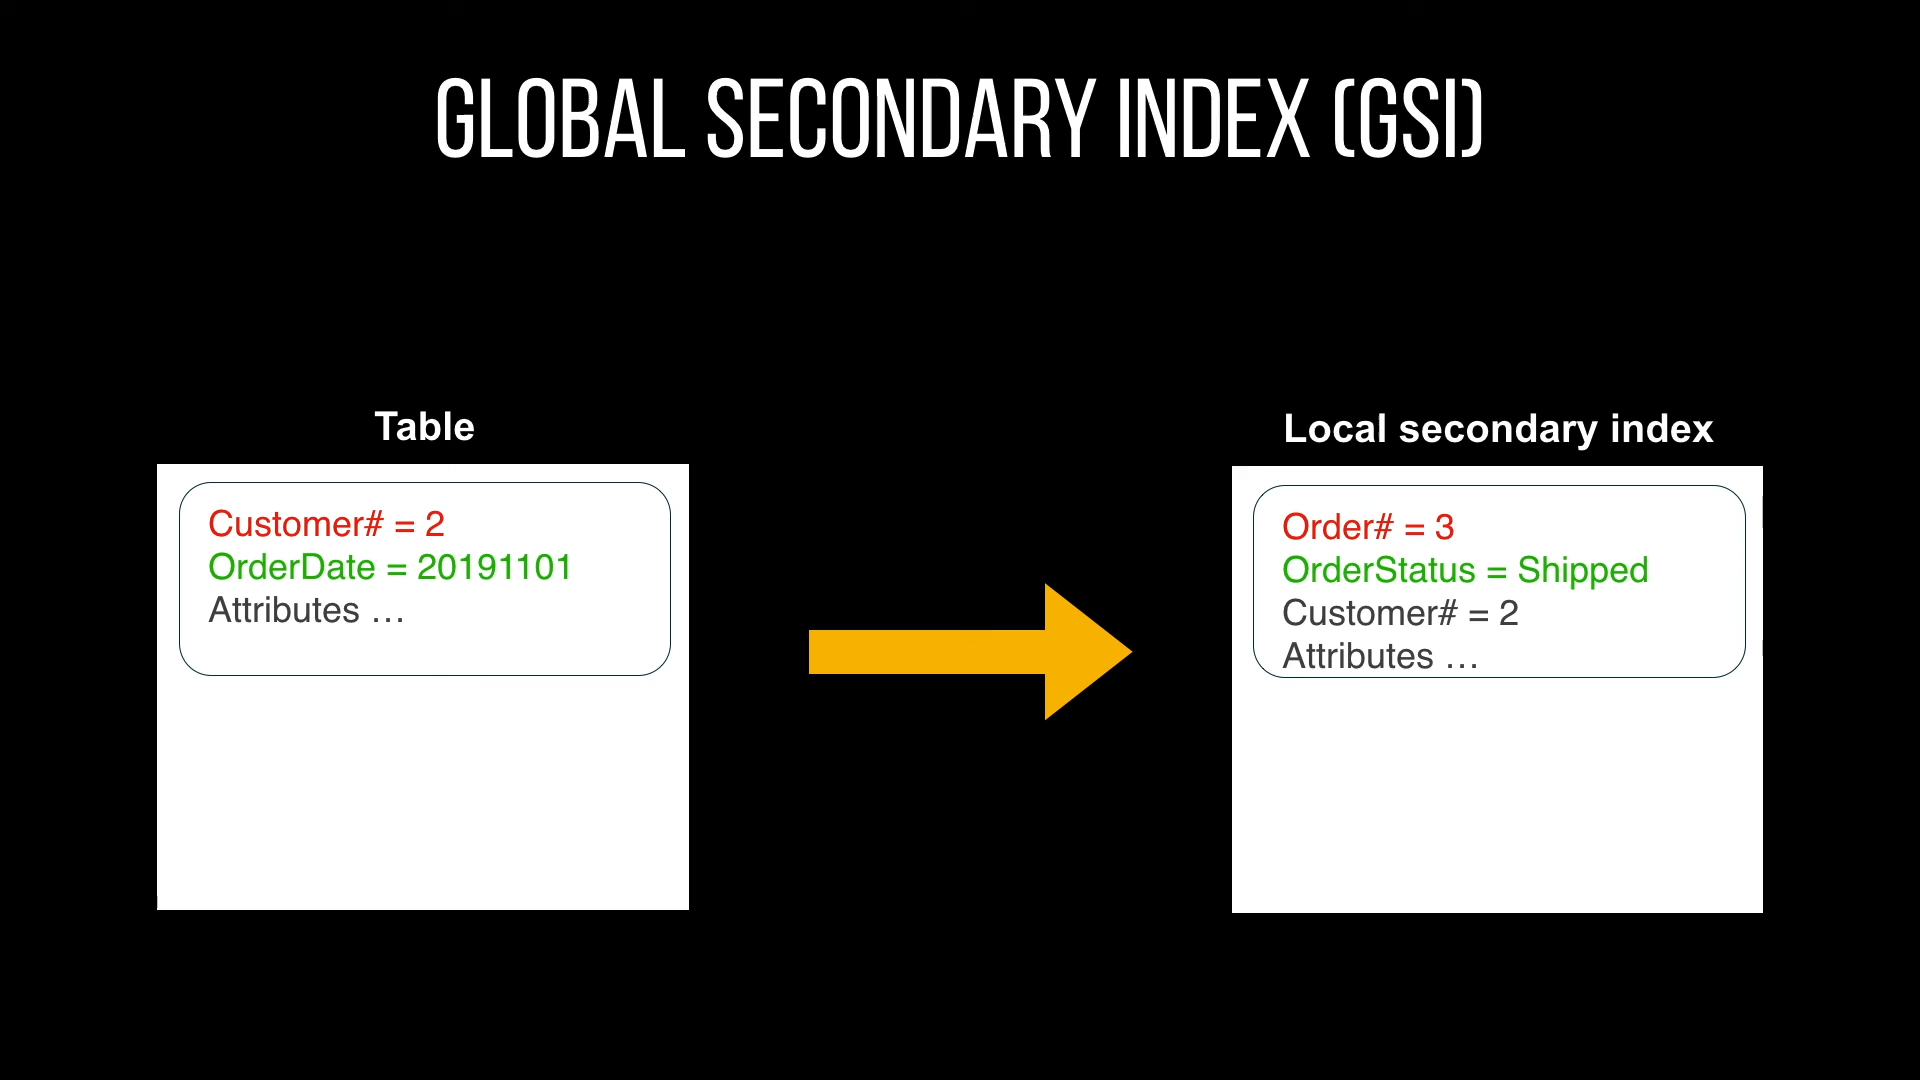 GLOBAL SECONDARY INDEX (GSI)
Table
Customer# = 2
OrderDate = 20191101
Attributes …
Local secondary index
Order# = 3
OrderStatus = Shipped
Customer# = 2
Attributes …